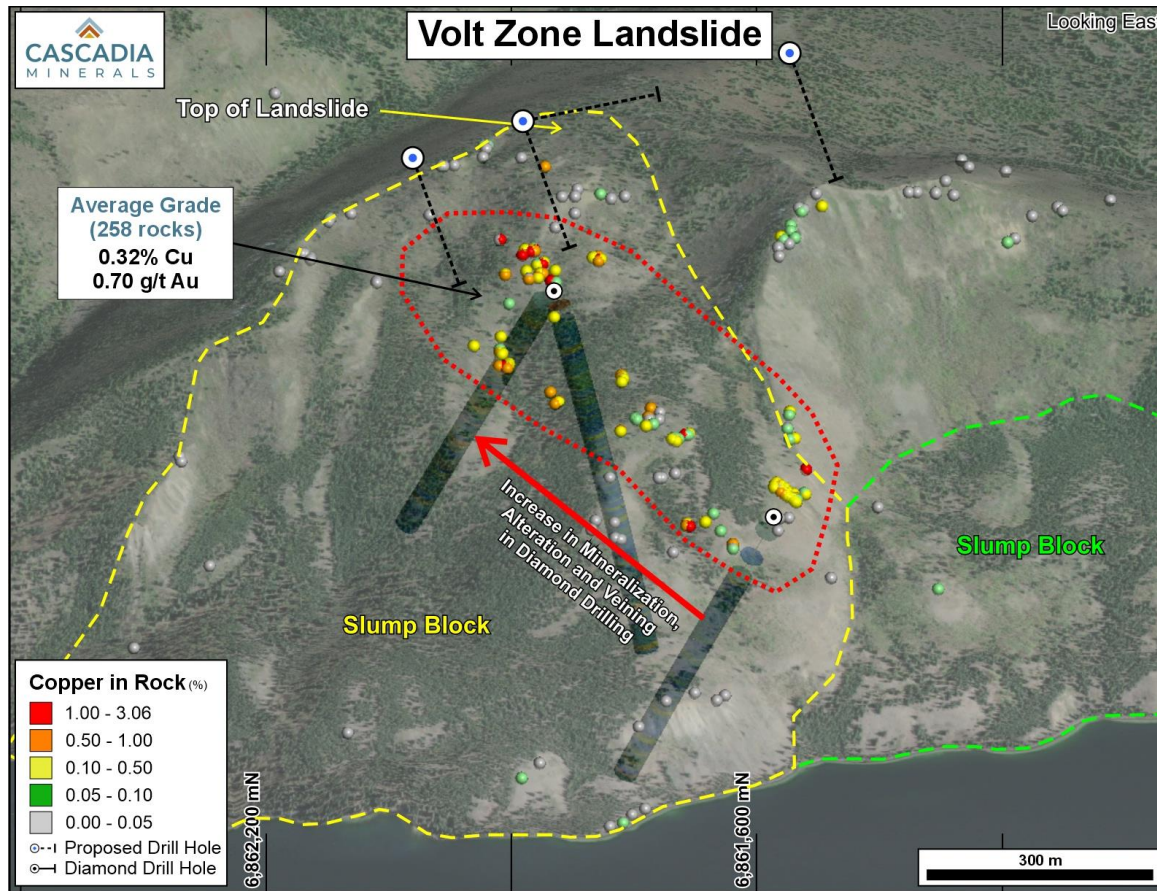 CASCADIA
MINERALS
Volt Zone Landslide
Looking East
Top of Landslide
Average Grade
(258 rocks)
0.32% Cu
0.70 g/t Au
Increase in Mineralization,
Alteration and Veining
in Diamond Drilling
Slump Block
Slump Block
Copper in Rock (%)
1.00 - 3.06
0.50 - 1.00
0.10 - 0.50
0.05 - 0.10
0.00 - 0.05
Proposed Drill Hole
Diamond Drill Hole
6,862,200 mN
6,861,600 mN
300 m